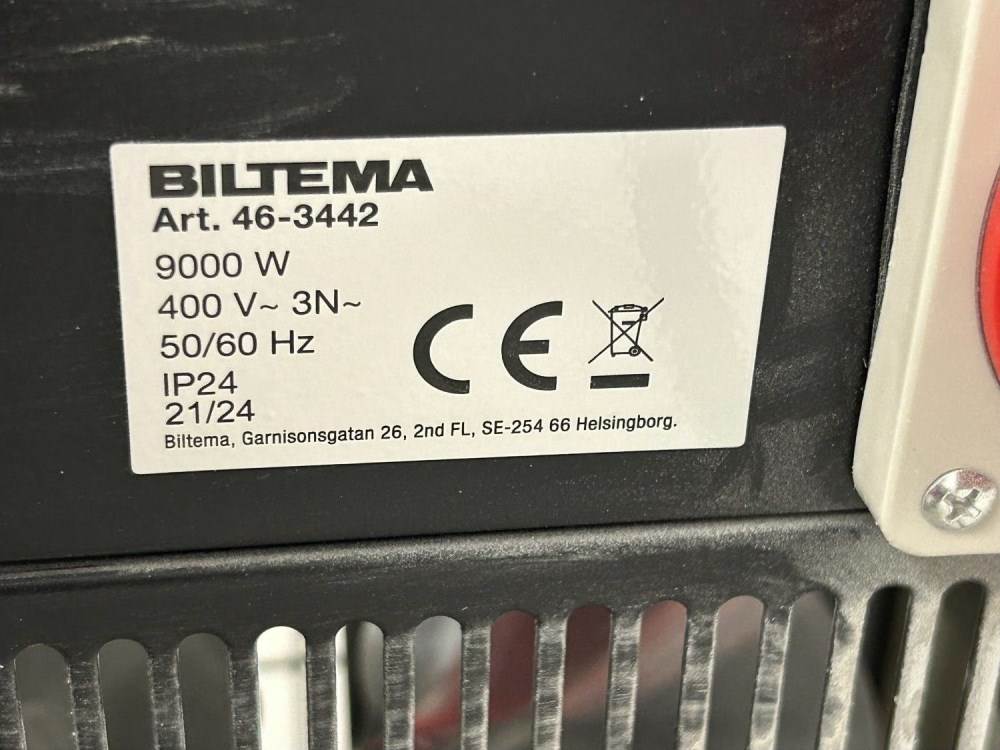 BILTEMA
Art. 46-3442
9000 W
400 V~ 3N~
50/60 Hz
IP24
21/24
CE
Biltema, Garnisonsgatan 26, 2nd FL, SE-254 66 Helsingborg.